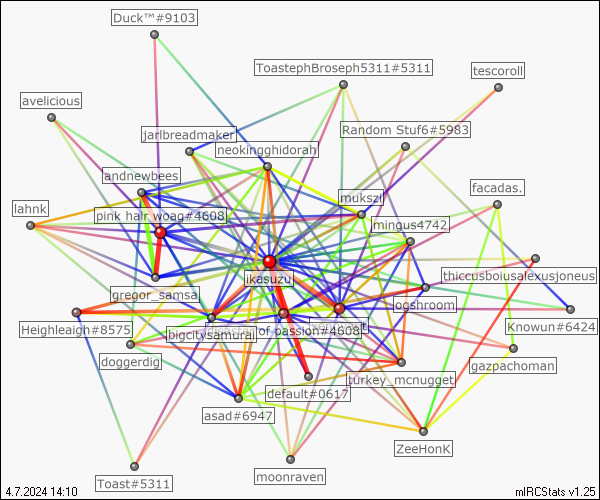 Duck™#9103
ToastephBroseph5311#5311
tescoroll
avelicious
Random Stuf6#5983
jarlbreadmaker
neokingghidorah
andnewbees
facadas.
mukszi
lahnk
pink hair woag#4608
mingus4742
thiccusboiusalexusjoneus
ikasuzu
gregor_samsa
jogshroom
Knowun#6424
Heighleaigh#8575
bigcitysamurai
of passion#4608
doggerdig
gazpachoman
turkey_mcnugget
default#0617
asad#6947
ZeeHonK
moonraven
Toast#5311
4.7.2024 14:10
mIRCStats v1.25